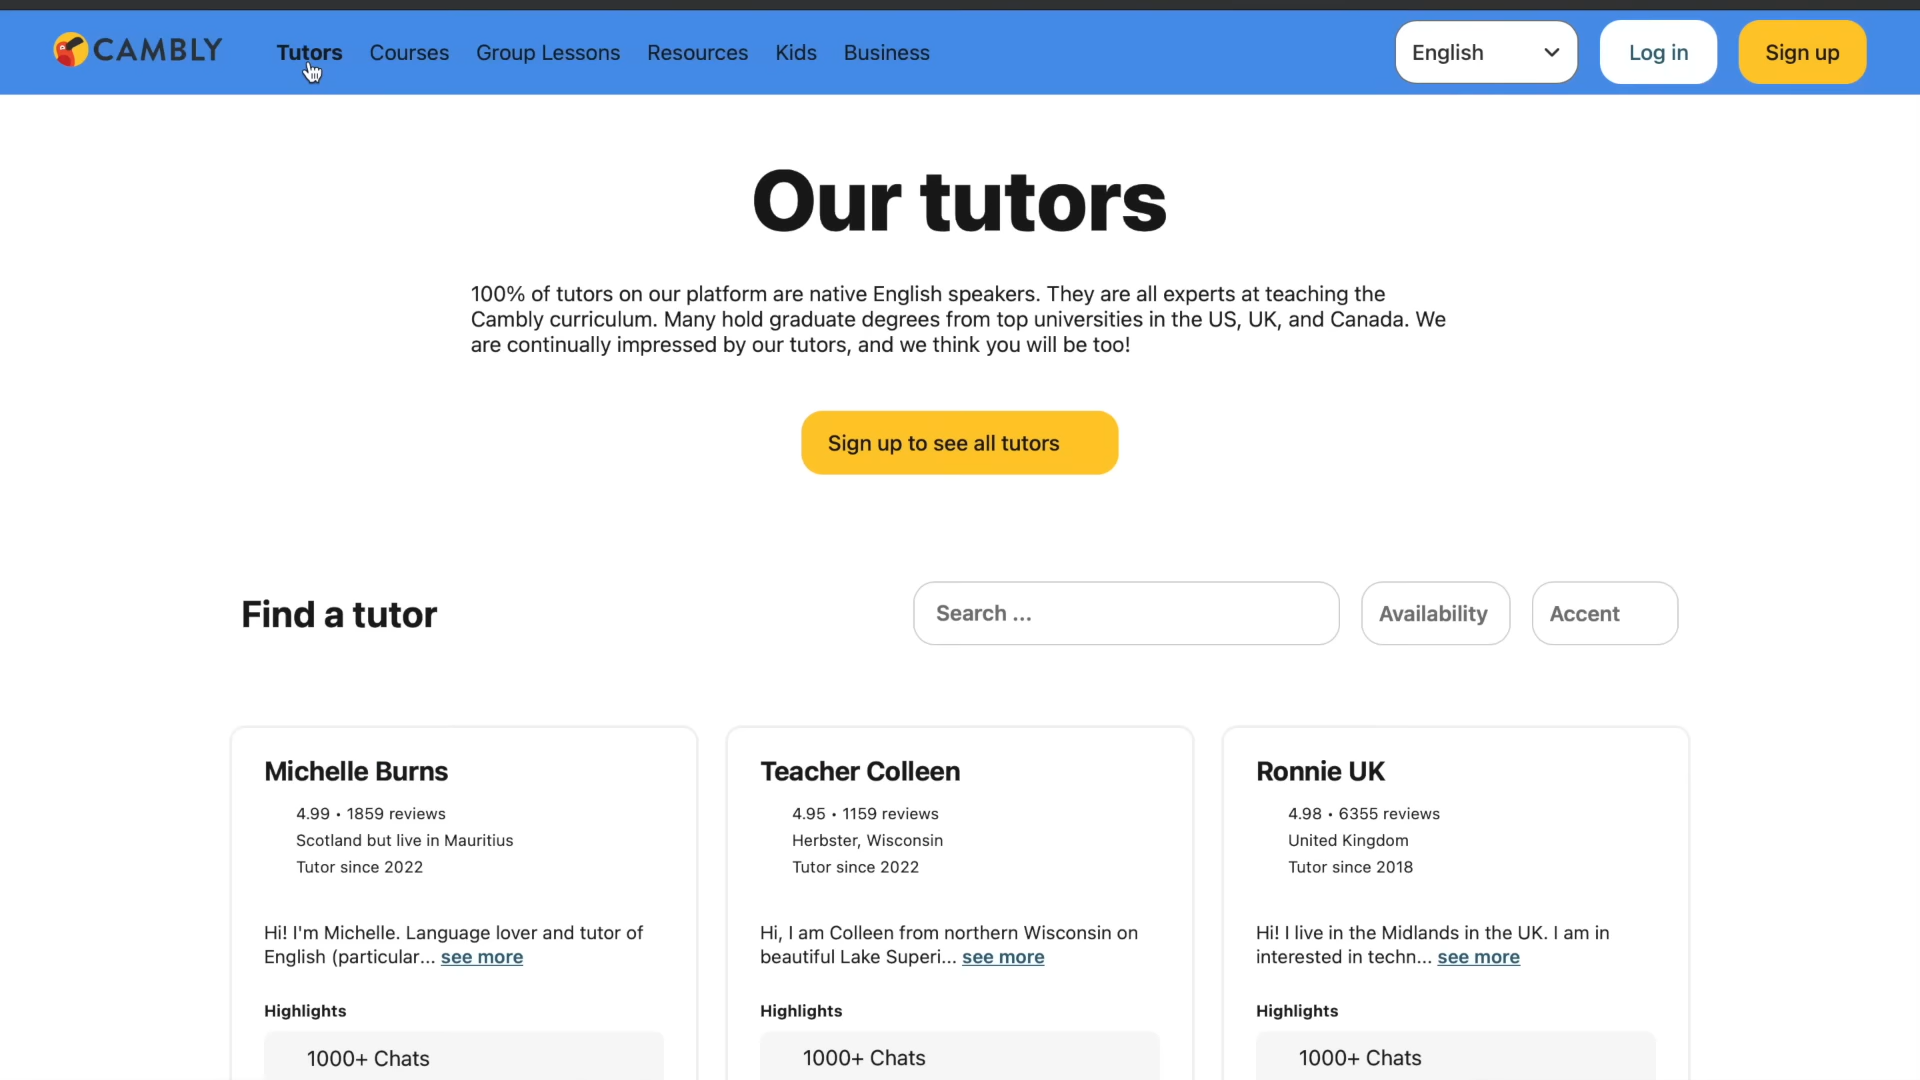 CAMBLY
Tutors Courses Group Lessons Resources Kids Business English Log in Sign up
Our tutors
100% of tutors on our platform are native English speakers. They are all experts at teaching the
Cambly curriculum. Many hold graduate degrees from top universities in the US, UK, and Canada. We
are continually impressed by our tutors, and we think you will be too!
Sign up to see all tutors
Find a tutor
Search ...
Availability
Accent
Michelle Burns
4.99 • 1859 reviews
Scotland but live in Mauritius
Tutor since 2022
Hi! I'm Michelle. Language lover and tutor of
English (particular... see more
Highlights
1000+ Chats
Teacher Colleen
4.95 • 1159 reviews
Herbster, Wisconsin
Tutor since 2022
Hi, I am Colleen from northern Wisconsin on
beautiful Lake Superi... see more
Highlights
1000+ Chats
Ronnie UK
4.98 • 6355 reviews
United Kingdom
Tutor since 2018
Hi! I live in the Midlands in the UK. I am in
interested in techn... see more
Highlights
1000+ Chats